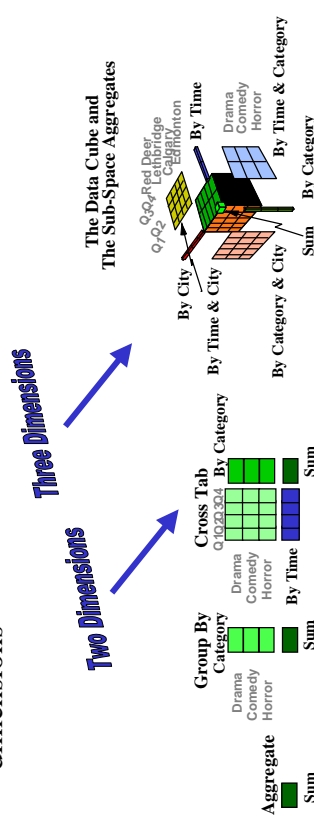 dimensions
Two Dimensions
Three Dimensions
Aggregate
Sum
Group By
Category
Drama
Comedy
Horror
Sum
Cross Tab
Q1Q2Q3Q4
By Category
Drama
Comedy
Horror
By Time
Sum
The Data Cube and
The Sub-Space Aggregates
Q1Q2Q3Q4
Red Deer
Lethbridge
Calgary
Edmonton
By City
By Time
By Time & City
Drama
Comedy
Horror
By Category & City
By Time & Category
Sum
By Category